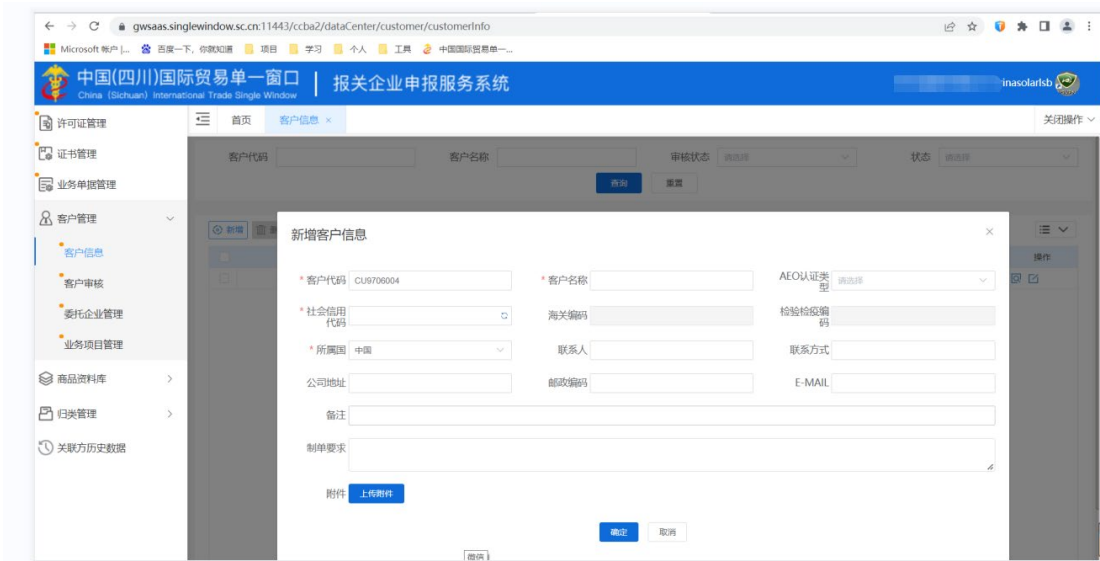 gwsaas.singlewindow.sc.cn:11443/ccba2/dataCenter/customer/customerInfo
Microsoft 帐户 |... 百度一下，你就知道 项目 学习 个人 工具 中国国际贸易单一...
中国(四川)国际贸易单一窗口 | 报关企业申报服务系统
China (Sichuan) International Trade Single Window
inasolarlsb
许可证管理 首页 客户信息 × 关闭操作
证书管理 客户代码 客户名称 审核状态 请选择 状态 请选择
业务单据管理 查询 重置
客户管理
新增
新增客户信息 ×
客户信息 操作
客户审核 * 客户代码 CU9706004 * 客户名称 AEO认证类型 请选择
委托企业管理 * 社会信用代码 海关编码 检验检疫编码
业务项目管理 * 所属国 中国 联系人 联系方式
商品资料库 公司地址 邮政编码 E-MAIL
归类管理 备注
关联方历史数据 制单要求
附件 上传附件
确定 取消
微信